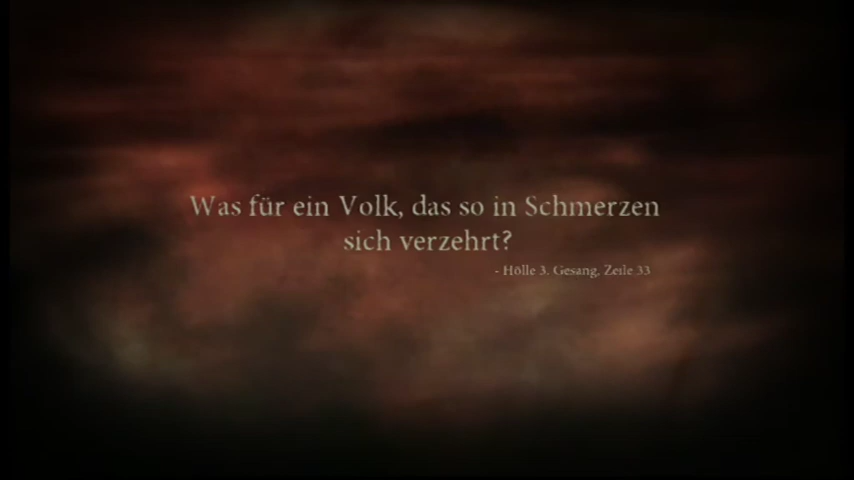 Was für ein Volk, das so in Schmerzen
sich verzehrt?
- Hölle 3. Gesang, Zeile 33